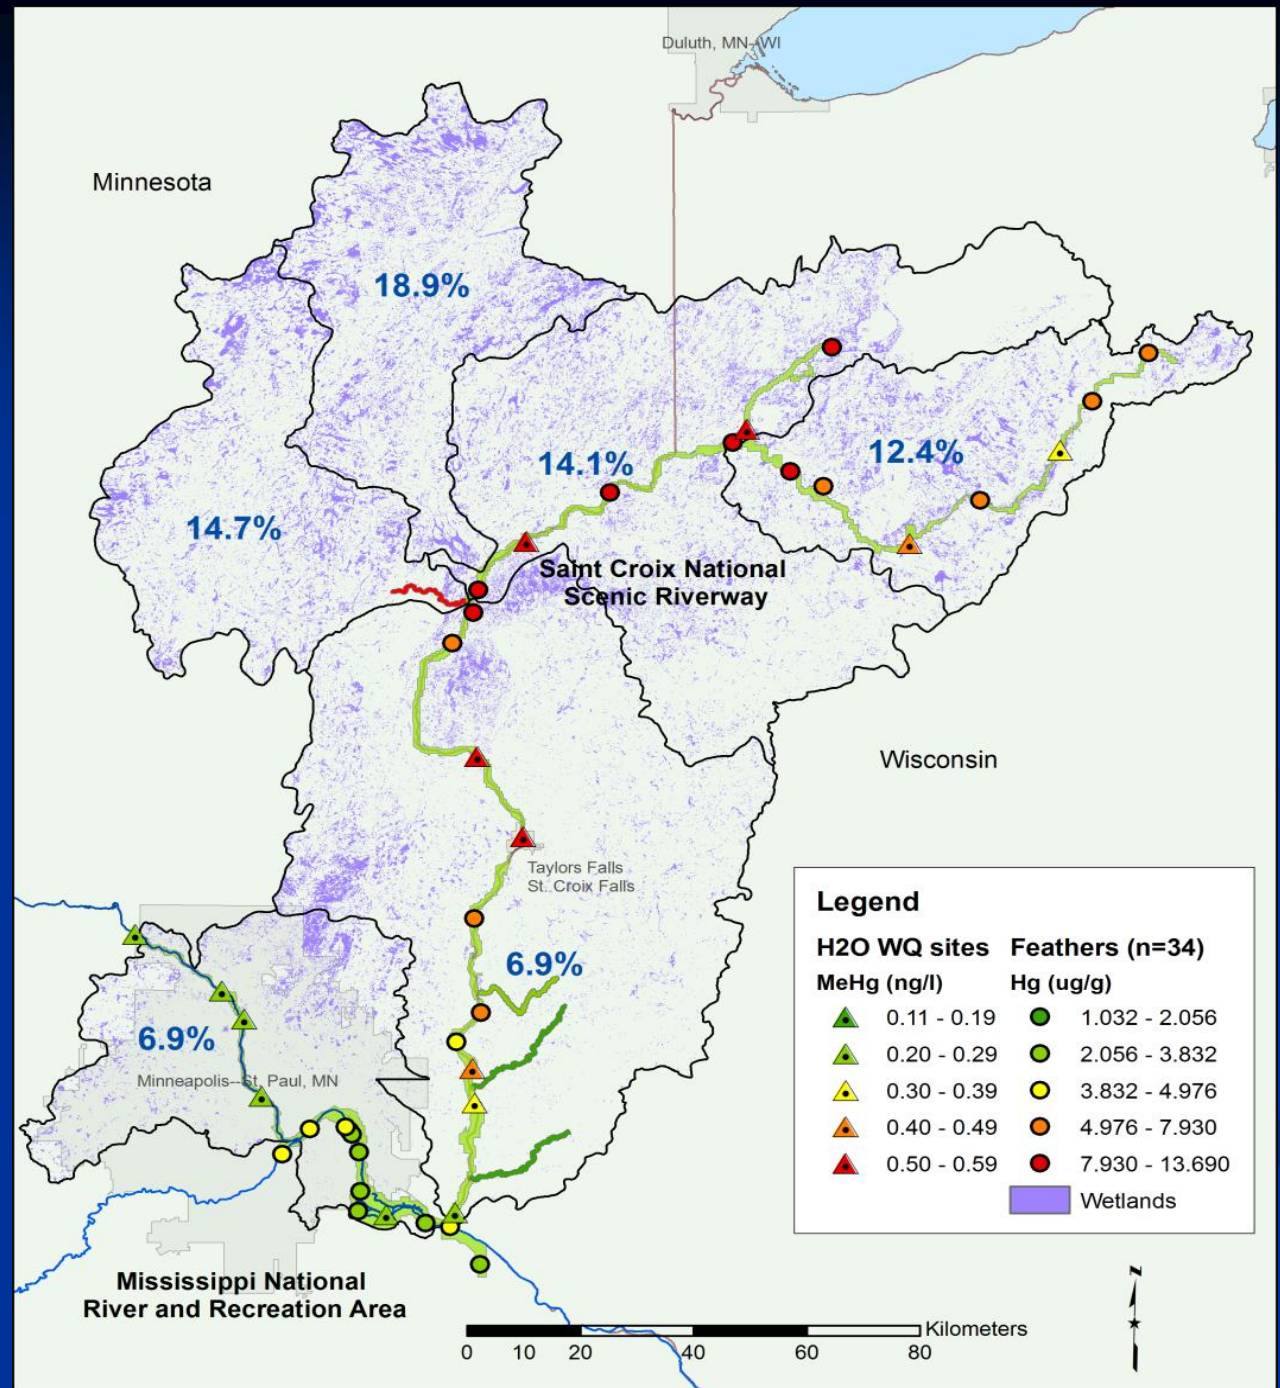 Duluth, MN--WI
Minnesota
18.9%
12.4%
14.1%
14.7%
Saint Croix National
Scenic Riverway
Wisconsin
Taylors Falls
St. Croix Falls
6.9%
6.9%
Minneapolis--St. Paul, MN
Mississippi National
River and Recreation Area
Legend
H2O WQ sites Feathers (n=34)
MeHg (ng/l) Hg (ug/g)
0.11 - 0.19 1.032 - 2.056
0.20 - 0.29 2.056 - 3.832
0.30 - 0.39 3.832 - 4.976
0.40 - 0.49 4.976 - 7.930
0.50 - 0.59 7.930 - 13.690
Wetlands
N
Kilometers
0 10 20 40 60 80